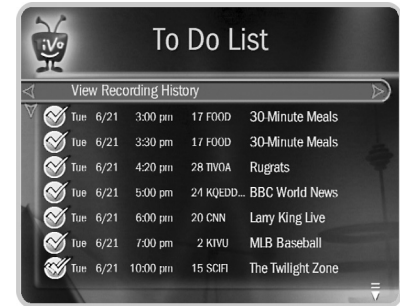 TiVo
To Do List
View Recording History
Tue 6/21 3:00 pm 17 FOOD 30-Minute Meals
Tue 6/21 3:30 pm 17 FOOD 30-Minute Meals
Tue 6/21 4:20 pm 28 TIVOA Rugrats
Tue 6/21 5:00 pm 24 KQEDD... BBC World News
Tue 6/21 6:00 pm 20 CNN Larry King Live
Tue 6/21 7:00 pm 2 KTVU MLB Baseball
Tue 6/21 10:00 pm 15 SCIFI The Twilight Zone